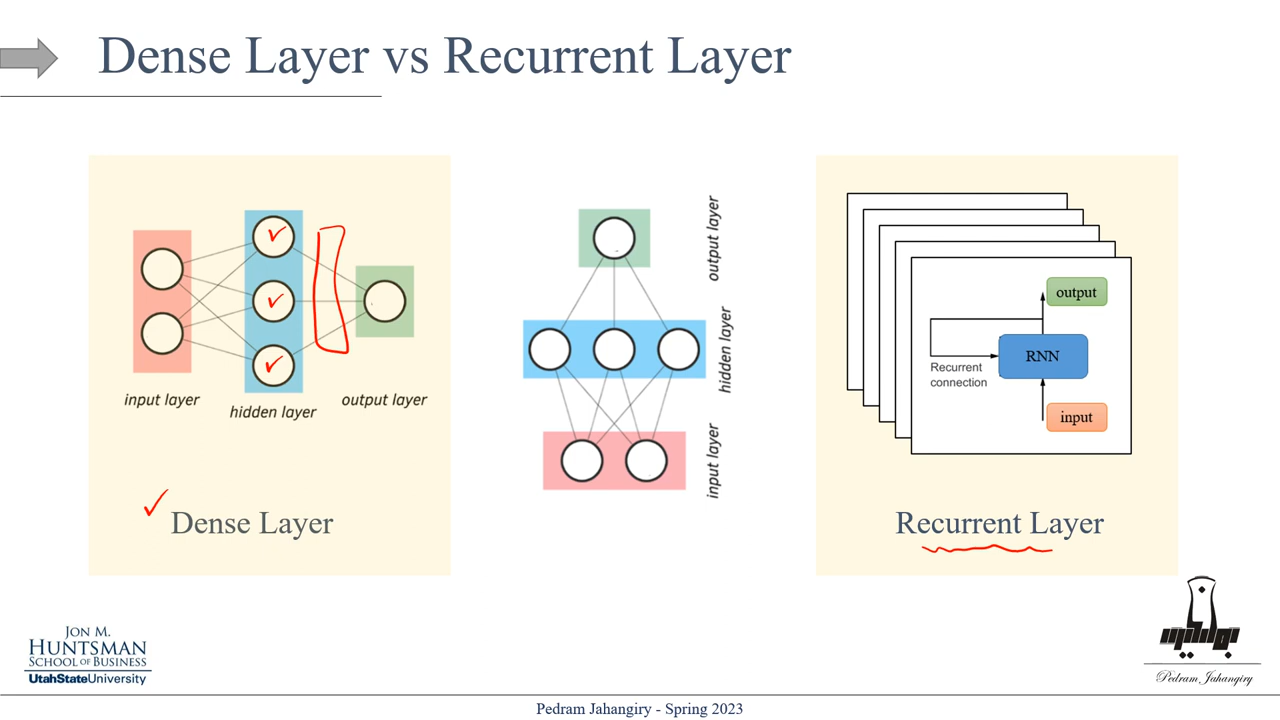 Dense Layer vs Recurrent Layer
input layer
hidden layer
output layer
Dense Layer
output layer
hidden layer
input layer
output
RNN
Recurrent
connection
input
Recurrent Layer
JON M.
HUNTSMAN
SCHOOL OF BUSINESS
UtahStateUniversity
Pedram Jahangiry
Pedram Jahangiry - Spring 2023